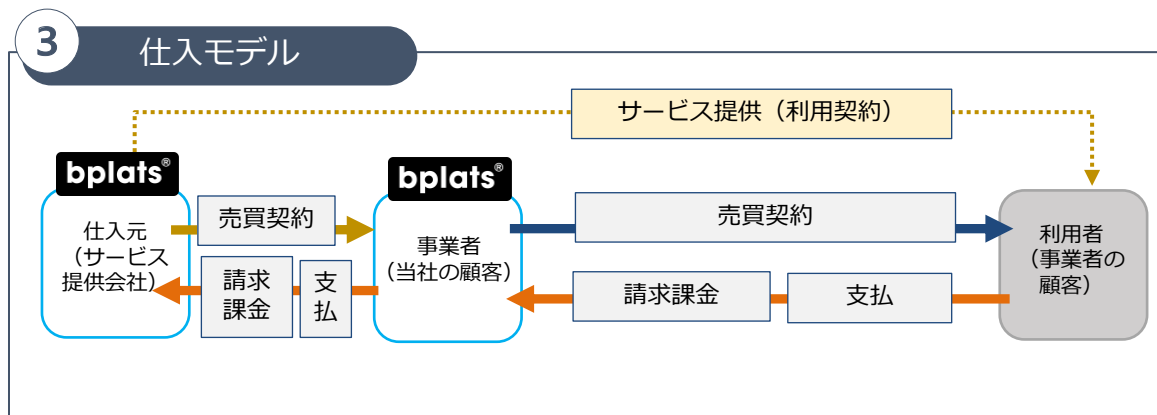 3
仕入モデル
サービス提供（利用契約）
bplats®
bplats®
仕入元
（サービス
提供会社）
売買契約
請求
課金
支
払
事業者
（当社の顧客）
売買契約
請求課金
支払
利用者
（事業者の
顧客）